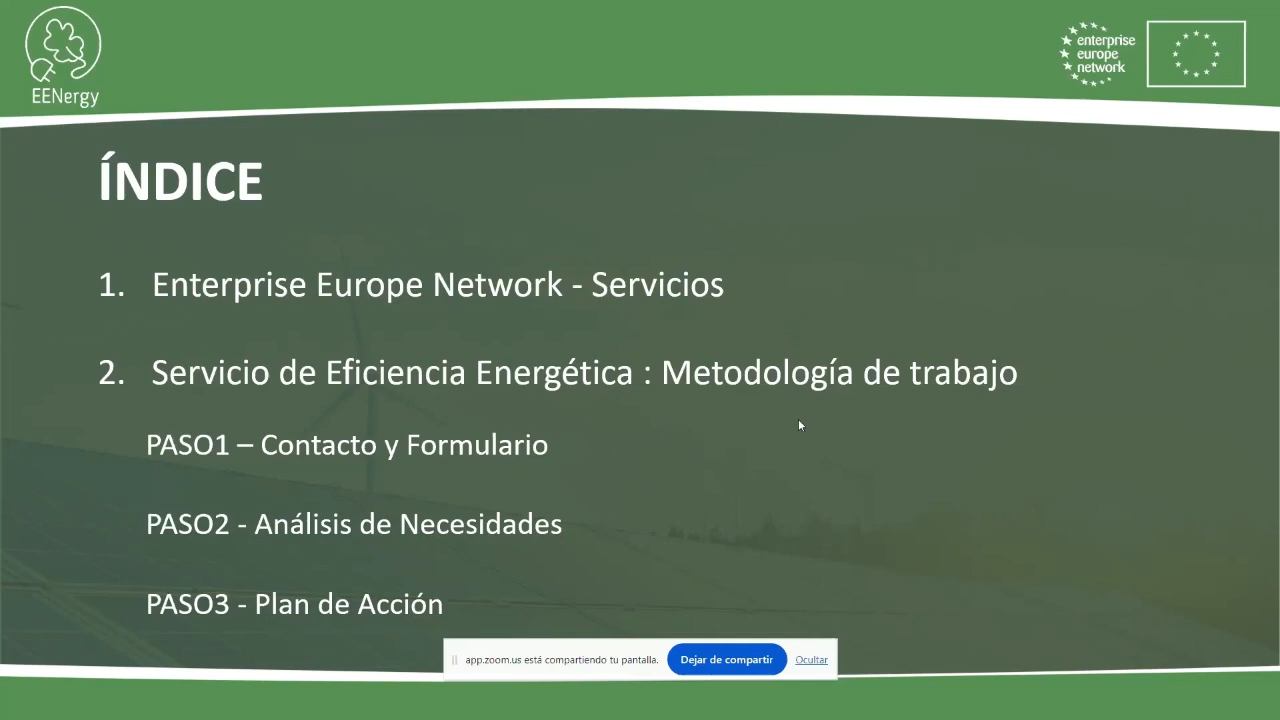 EENergy
enterprise
europe
network
ÍNDICE
1. Enterprise Europe Network - Servicios
2. Servicio de Eficiencia Energética : Metodología de trabajo
PASO1 – Contacto y Formulario
PASO2 - Análisis de Necesidades
PASO3 - Plan de Acción
app.zoom.us está compartiendo tu pantalla. Dejar de compartir Ocultar